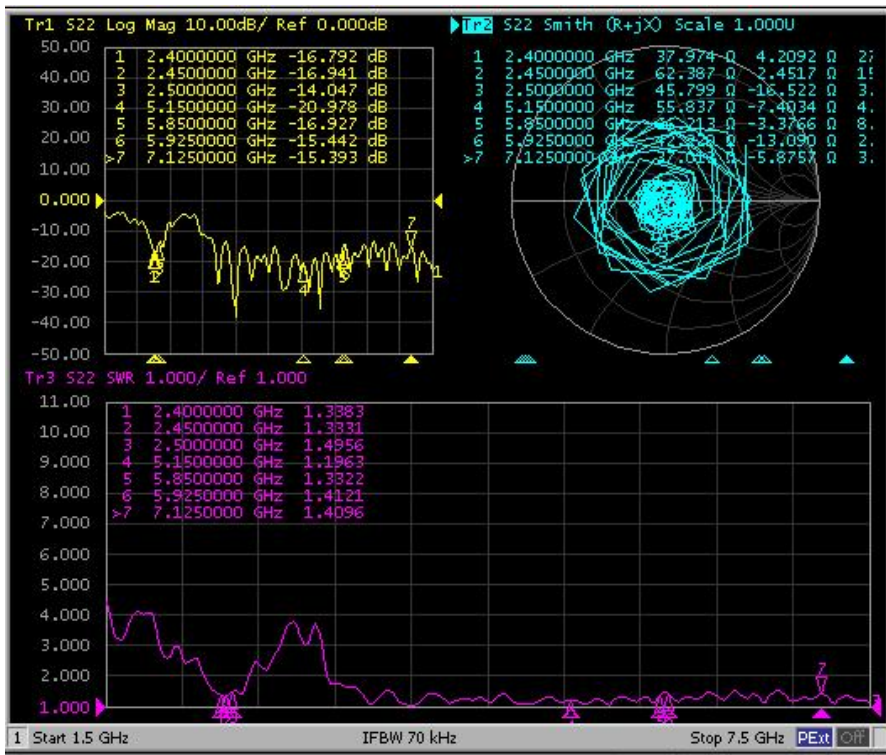 Tr1 S22 Log Mag 10.00dB/ Ref 0.000dB
50.00
40.00
30.00
20.00
10.00
0.000
-10.00
-20.00
-30.00
-40.00
-50.00
1 2.4000000 GHz -16.792 dB
2 2.4500000 GHz -16.941 dB
3 2.5000000 GHz -14.047 dB
4 5.1500000 GHz -20.978 dB
5 5.8500000 GHz -16.927 dB
6 5.9250000 GHz -15.442 dB
>7 7.1250000 GHz -15.393 dB
7
1
Tr2 S22 Smith (R+jX) Scale 1.000U
1 2.4000000 GHz 37.974 Ω 4.2092 Ω 27
2 2.4500000 GHz 62.387 Ω 2.4517 Ω 15
3 2.5000000 GHz 45.799 Ω -16.522 Ω 3.
4 5.1500000 GHz 55.837 Ω -7.4034 Ω 4.
5 5.8500000 GHz Ω -3.3766 Ω 8.
6 5.9250000 Ω -13.090 Ω 2.
>7 7.1250000 Ω -5.8757 Ω 3.
Tr3 S22 SWR 1.000/ Ref 1.000
11.00
10.00
9.000
8.000
7.000
6.000
5.000
4.000
3.000
2.000
1.000
1 2.4000000 GHz 1.3383
2 2.4500000 GHz 1.3331
3 2.5000000 GHz 1.4956
4 5.1500000 GHz 1.1963
5 5.8500000 GHz 1.3322
6 5.9250000 GHz 1.4121
>7 7.1250000 GHz 1.4096
7
1 Start 1.5 GHz IFBW 70 kHz Stop 7.5 GHz PExt Off